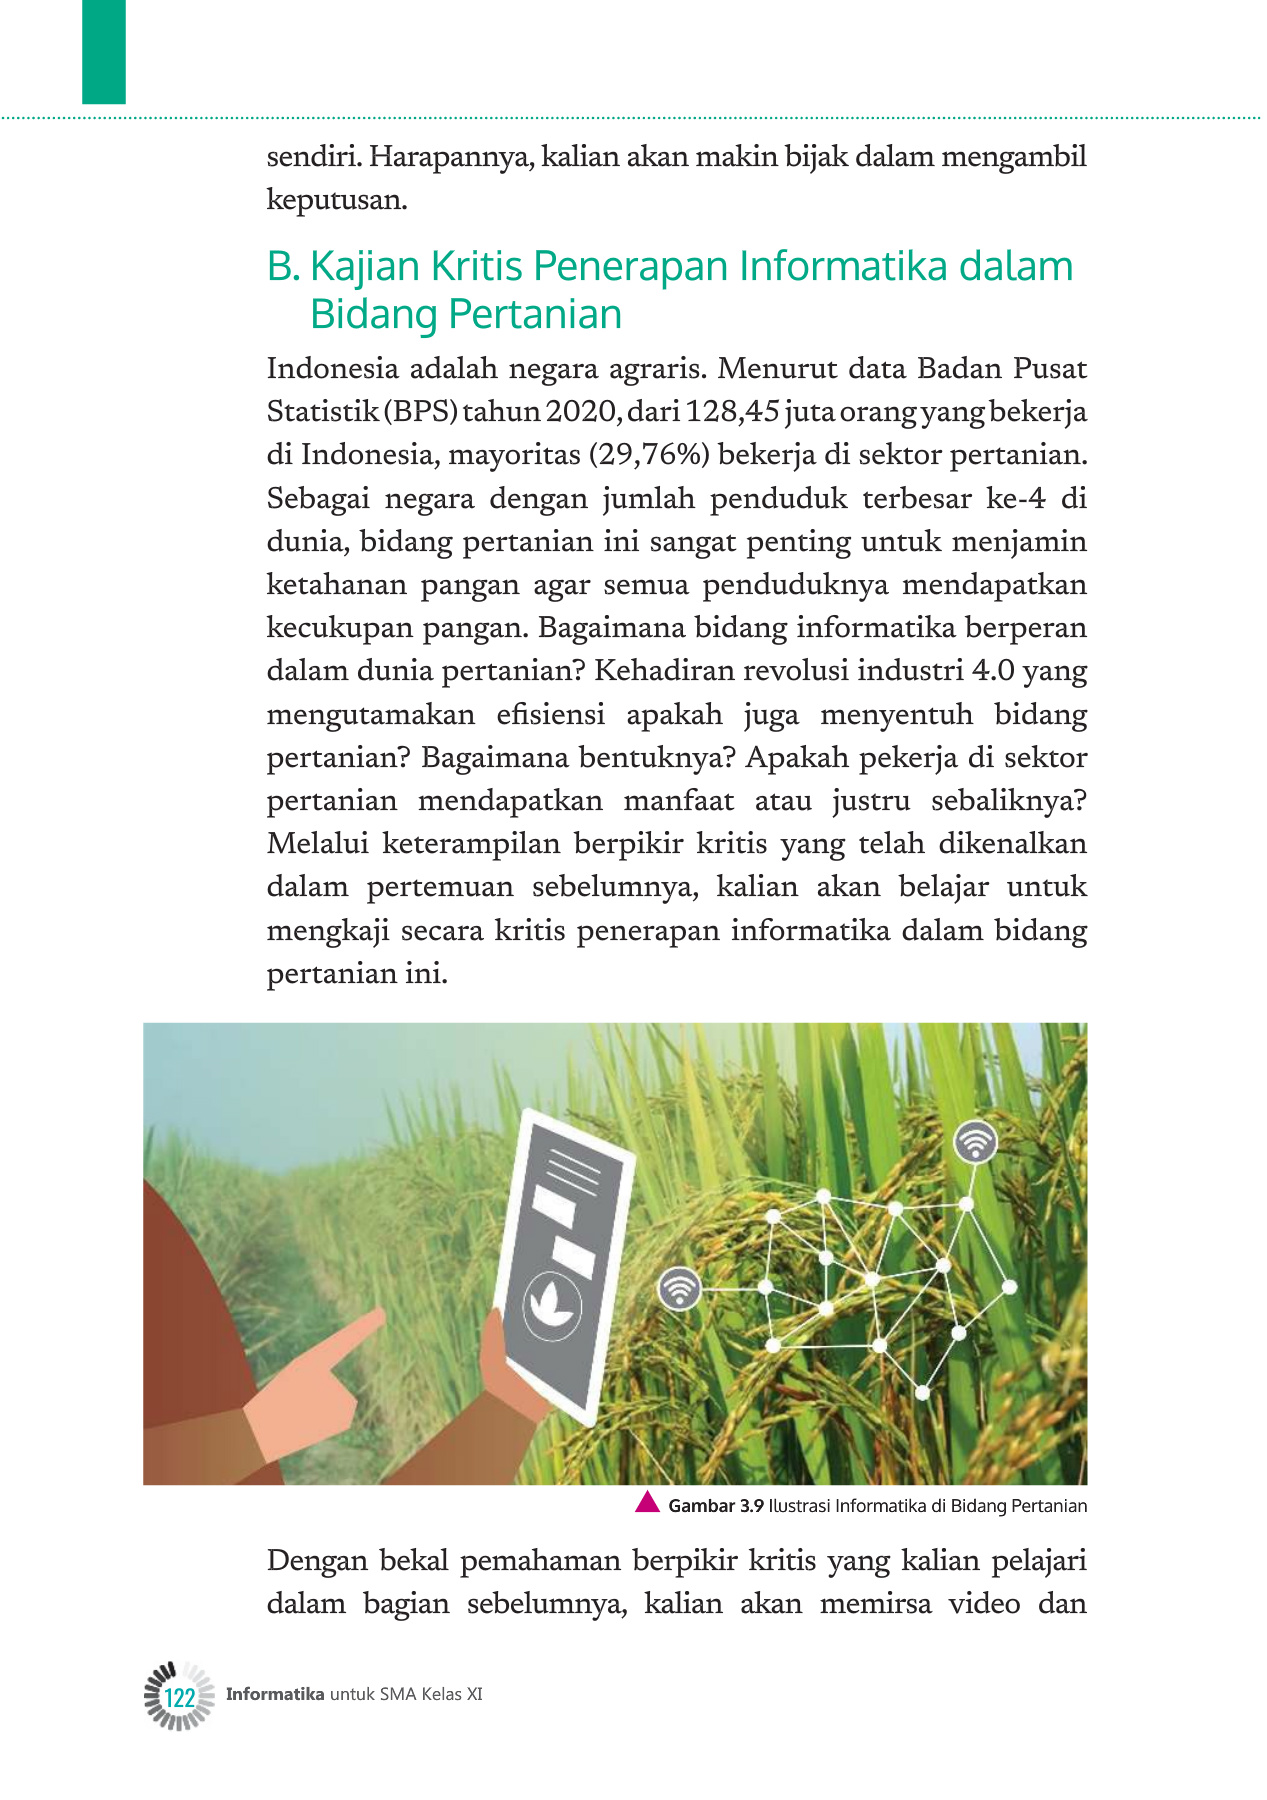 sendiri. Harapannya, kalian akan makin bijak dalam mengambil
keputusan.
B. Kajian Kritis Penerapan Informatika dalam
Bidang Pertanian
Indonesia adalah negara agraris. Menurut data Badan Pusat
Statistik (BPS) tahun 2020, dari 128,45 juta orang yang bekerja
di Indonesia, mayoritas (29,76%) bekerja di sektor pertanian.
Sebagai negara dengan jumlah penduduk terbesar ke-4 di
dunia, bidang pertanian ini sangat penting untuk menjamin
ketahanan pangan agar semua penduduknya mendapatkan
kecukupan pangan. Bagaimana bidang informatika berperan
dalam dunia pertanian? Kehadiran revolusi industri 4.0 yang
mengutamakan efisiensi apakah juga menyentuh bidang
pertanian? Bagaimana bentuknya? Apakah pekerja di sektor
pertanian mendapatkan manfaat atau justru sebaliknya?
Melalui keterampilan berpikir kritis yang telah dikenalkan
dalam pertemuan sebelumnya, kalian akan belajar untuk
mengkaji secara kritis penerapan informatika dalam bidang
pertanian ini.
Gambar 3.9 Ilustrasi Informatika di Bidang Pertanian
Dengan bekal pemahaman berpikir kritis yang kalian pelajari
dalam bagian sebelumnya, kalian akan memirsa video dan
122 Informatika untuk SMA Kelas XI